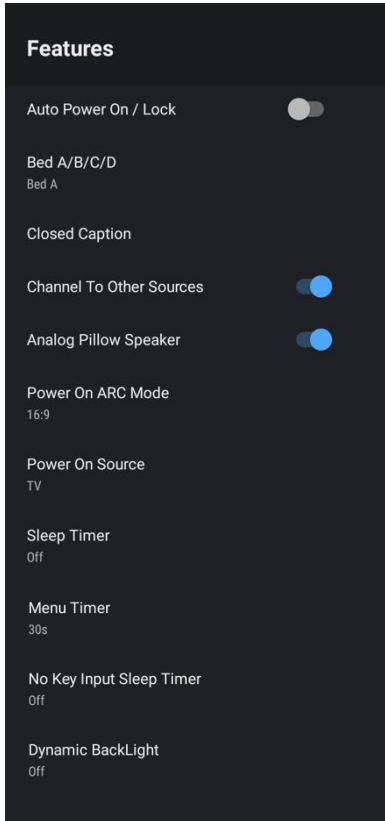 Features
Auto Power On / Lock
Bed A/B/C/D
Bed A
Closed Caption
Channel To Other Sources
Analog Pillow Speaker
Power On ARC Mode
16:9
Power On Source
TV
Sleep Timer
Off
Menu Timer
30s
No Key Input Sleep Timer
Off
Dynamic BackLight
Off